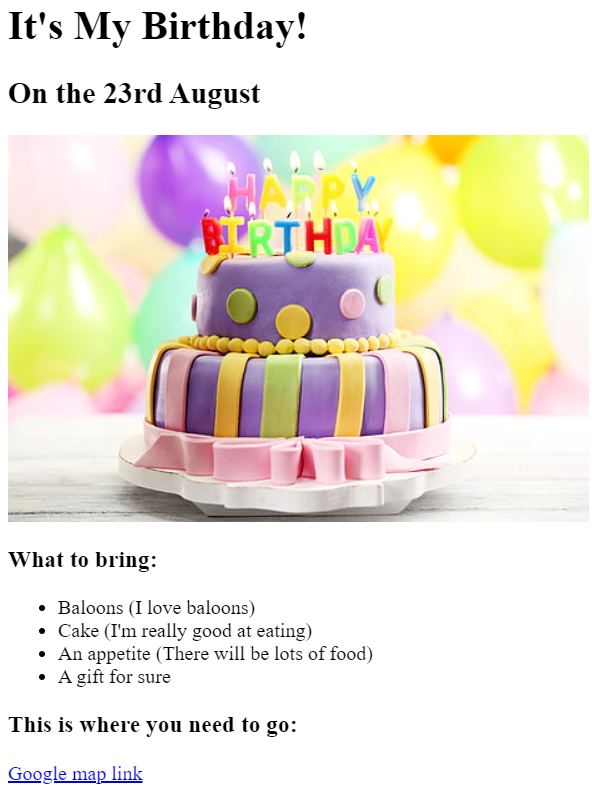 It's My Birthday!
On the 23rd August
HAPPY
BIRTHDAY
What to bring:
Baloons (I love baloons)
Cake (I'm really good at eating)
An appetite (There will be lots of food)
A gift for sure
This is where you need to go:
Google map link